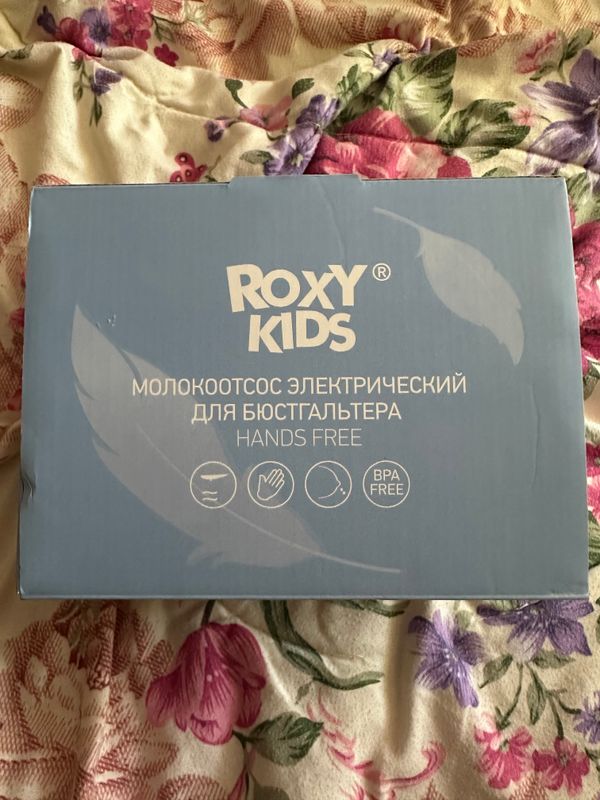 ROXY®
KIDS
МОЛОКООТСОС ЭЛЕКТРИЧЕСКИЙ
ДЛЯ БЮСТГАЛЬТЕРА
HANDS FREE
BPA
FREE